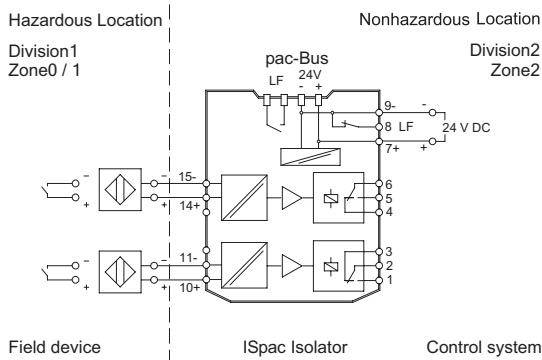 Hazardous Location
Nonhazardous Location
Division1
Zone0 / 1
Division2
Zone2
pac-Bus
LF
24V
- +
9-
-
8 LF
24 V DC
7+
+
-
-
15-
6
+
+
14+
5
4
-
-
11-
3
+
+
10+
2
1
Field device
ISpac Isolator
Control system